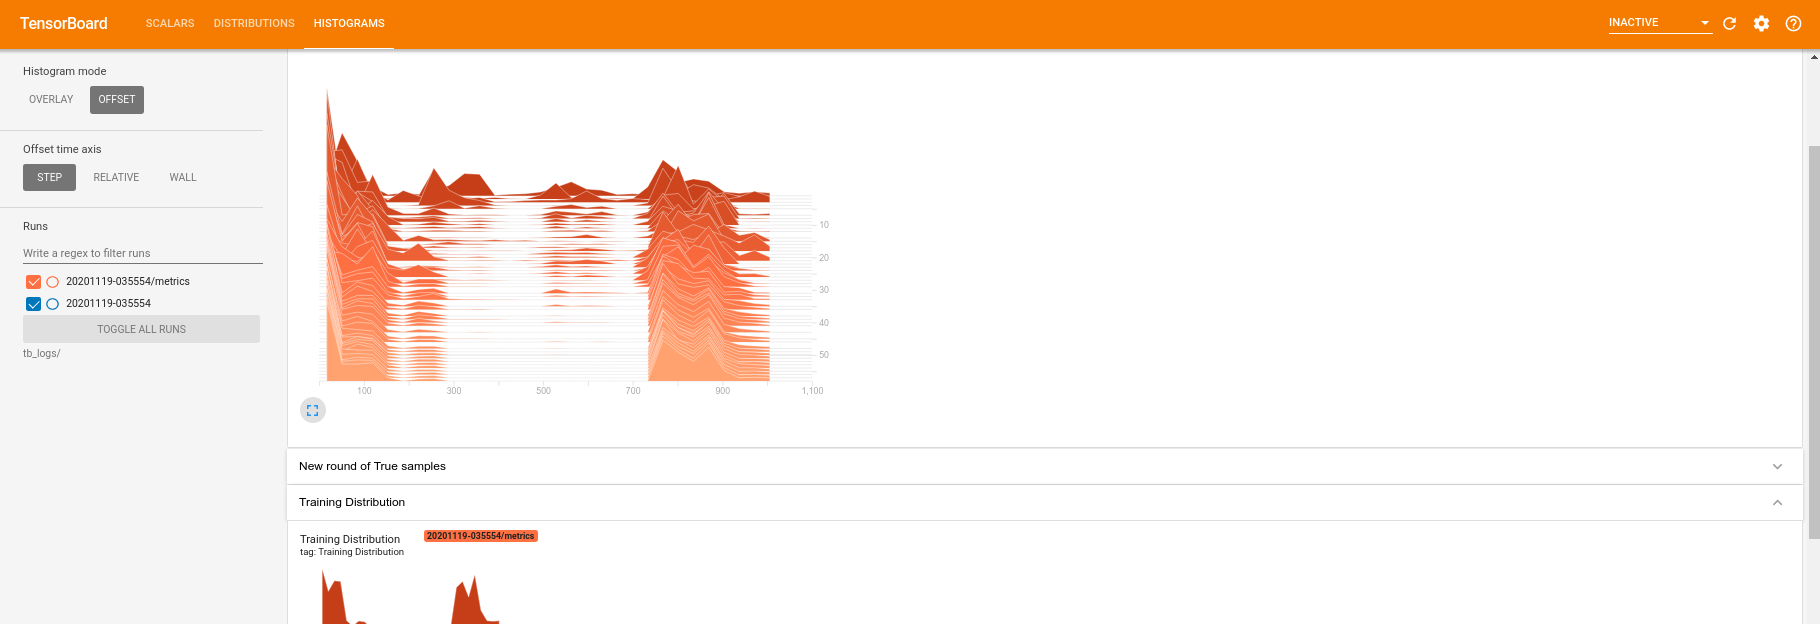 TensorBoard
SCALARS
DISTRIBUTIONS
HISTOGRAMS
INACTIVE
Histogram mode
OVERLAY
OFFSET
Offset time axis
STEP
RELATIVE
WALL
Runs
Write a regex to filter runs
20201119-035554/metrics
20201119-035554
TOGGLE ALL RUNS
tb_logs/
10
20
30
40
50
100
300
500
700
900
1,100
New round of True samples
Training Distribution
Training Distribution
20201119-035554/metrics
tag: Training Distribution